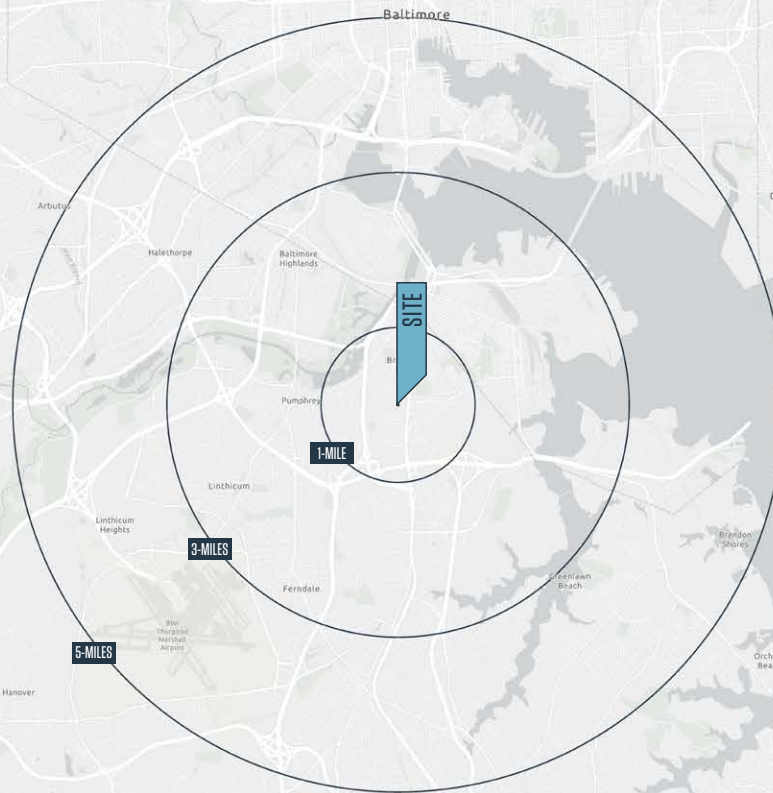 Baltimore
Arbutus
Halethorpe
Baltimore
Highlands
SITE
Pumphrey
1-MILE
Linthicum
Linthicum
Heights
3-MILES
Brandon
Shores
Greenlawn
Beach
Ferndale
BWI
Thurgood
Marshall
Airport
5-MILES
Hanover